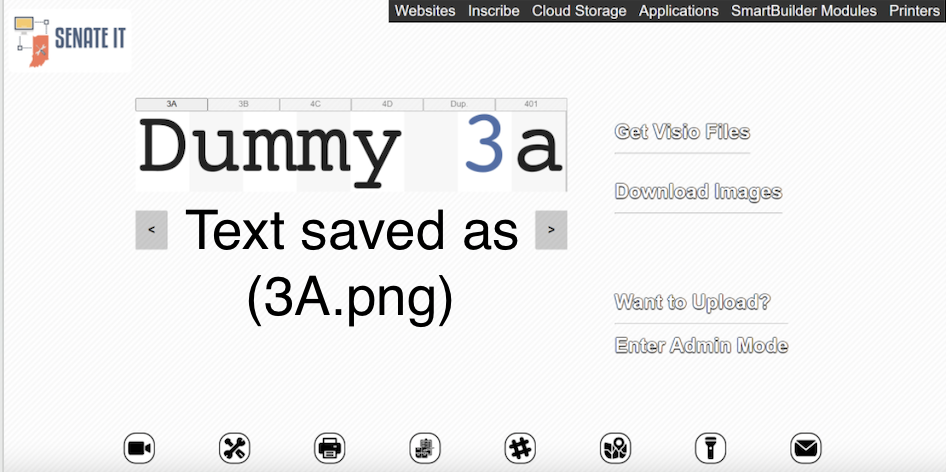 Websites Inscribe Cloud Storage Applications SmartBuilder Modules Printers
SENATE IT
3A 3B 4C 4D Dup. 401
Dummy 3a
Get Visio Files
Download Images
< Text saved as >
(3A.png)
Want to Upload?
Enter Admin Mode